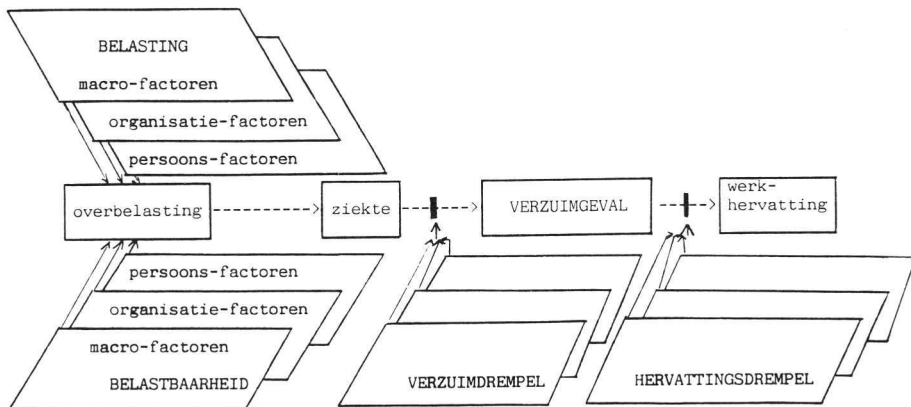 BELASTING
macro-factoren
organisatie-factoren
persoons-factoren
overbelasting
ziekte
VERZUIMGEVAL
werk-
hervatting
persoons-factoren
organisatie-factoren
macro-factoren
BELASTBAARHEID
VERZUIMDREMPEL
HERVATTINGSDREMPEL